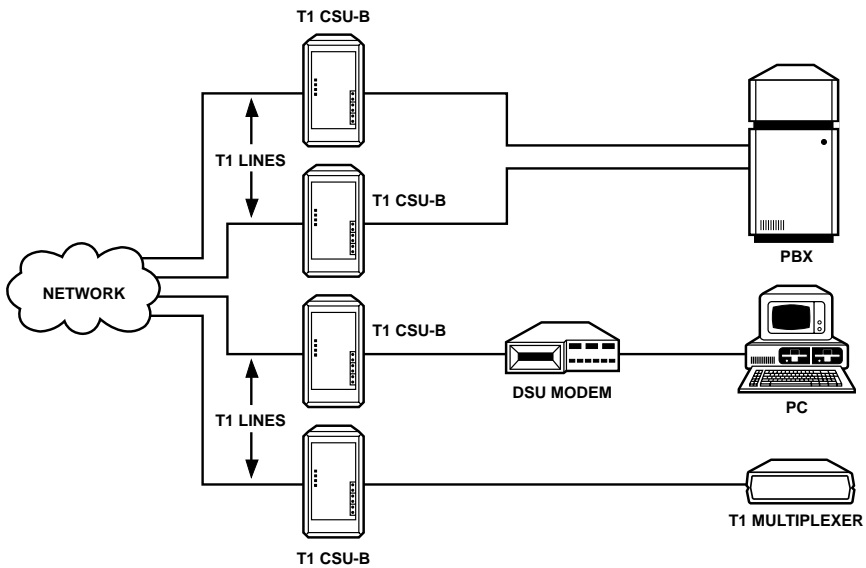 T1 CSU-B
T1 LINES
T1 CSU-B
PBX
NETWORK
T1 CSU-B
DSU MODEM
PC
T1 LINES
T1 MULTIPLEXER
T1 CSU-B